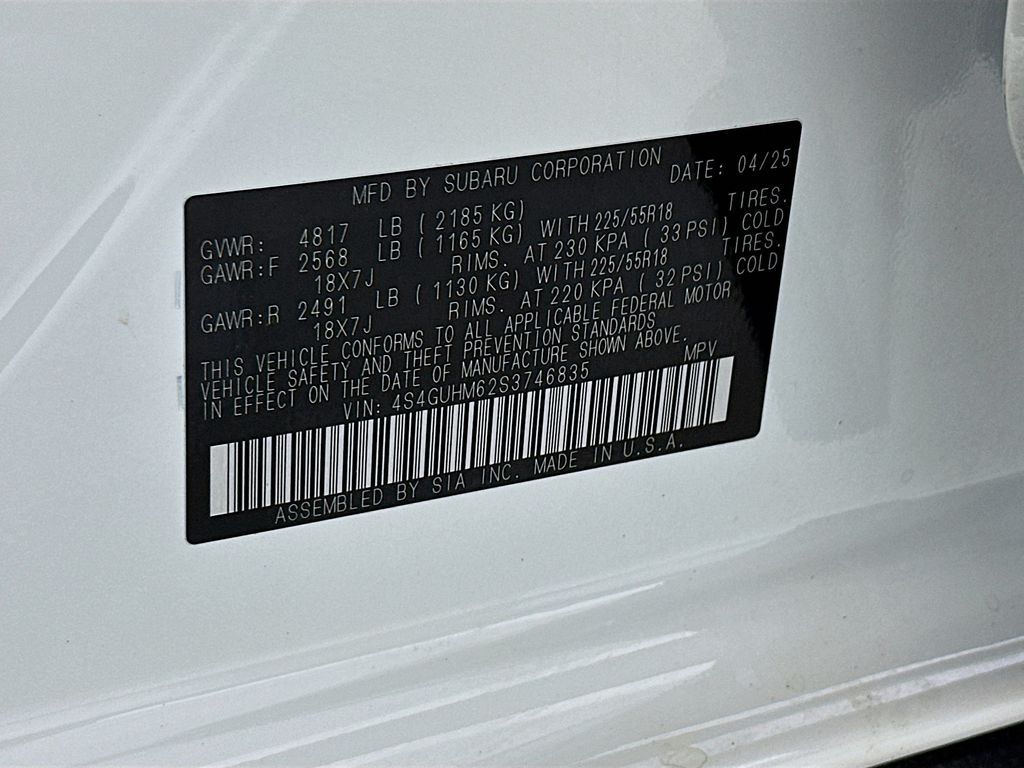 MFD BY SUBARU CORPORATION DATE: 04/25
GVWR: 4817 LB ( 2185 KG)
GAWR:F 2568 LB ( 1165 KG) WITH 225/55R18 TIRES.
18X7J RIMS. AT 230 KPA ( 33 PSI) COLD
GAWR:R 2491 LB ( 1130 KG) WITH 225/55R18 TIRES.
18X7J RIMS. AT 220 KPA ( 32 PSI) COLD
THIS VEHICLE CONFORMS TO ALL APPLICABLE FEDERAL MOTOR
VEHICLE SAFETY AND THEFT PREVENTION STANDARDS
IN EFFECT ON THE DATE OF MANUFACTURE SHOWN ABOVE.
VIN: 4S4GUHM62S3746835 MPV
ASSEMBLED BY SIA INC. MADE IN U.S.A.